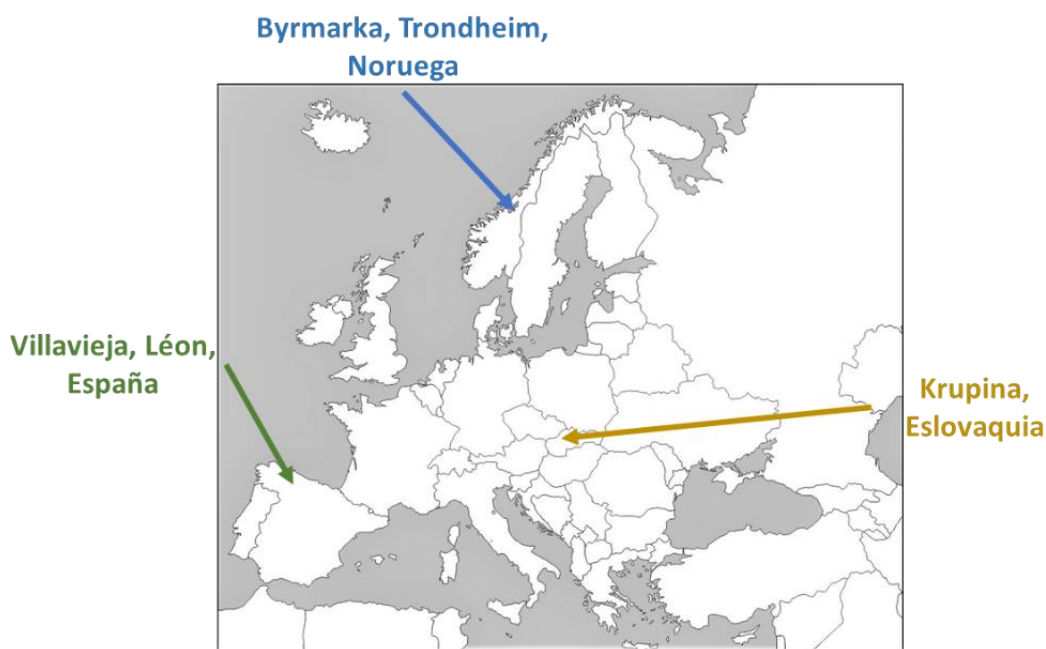 Byrmarka, Trondheim,
Noruega
Villavieja, Léon,
España
Krupina,
Eslovaquia